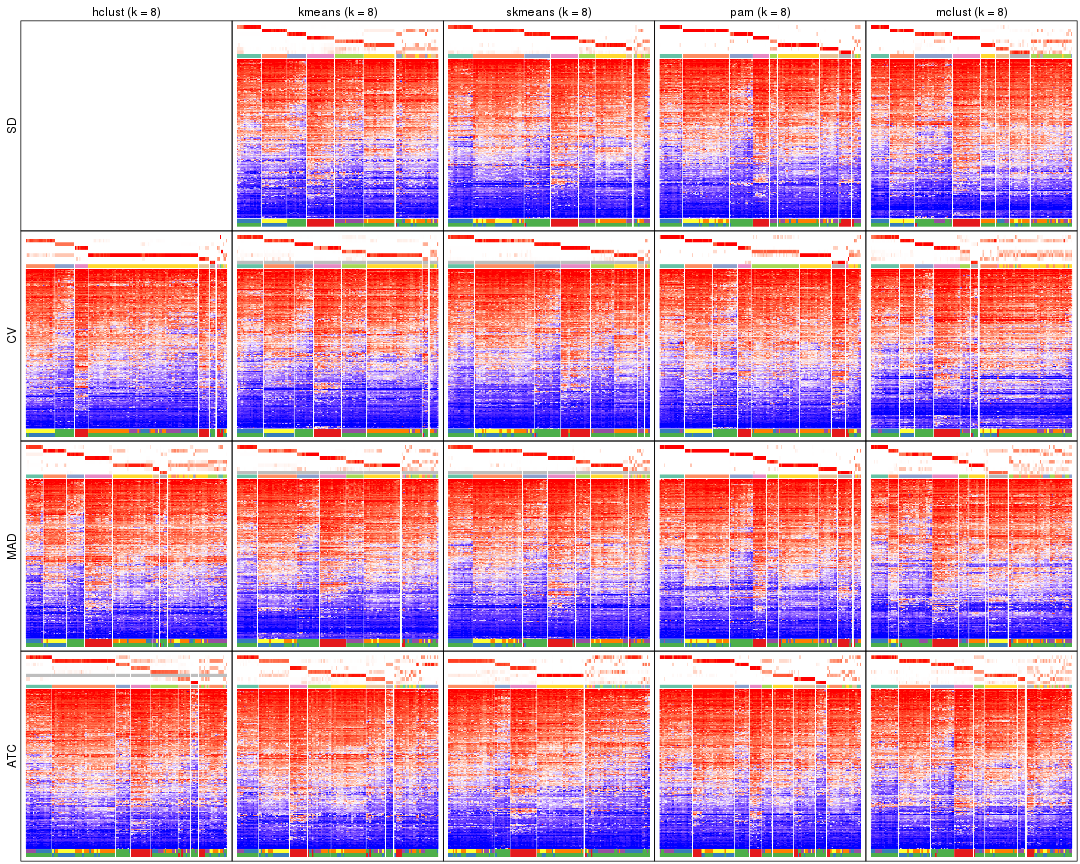 hclust (k = 8) kmeans (k = 8) skmeans (k = 8) pam (k = 8) mclust (k = 8)
SD
CV
MAD
ATC